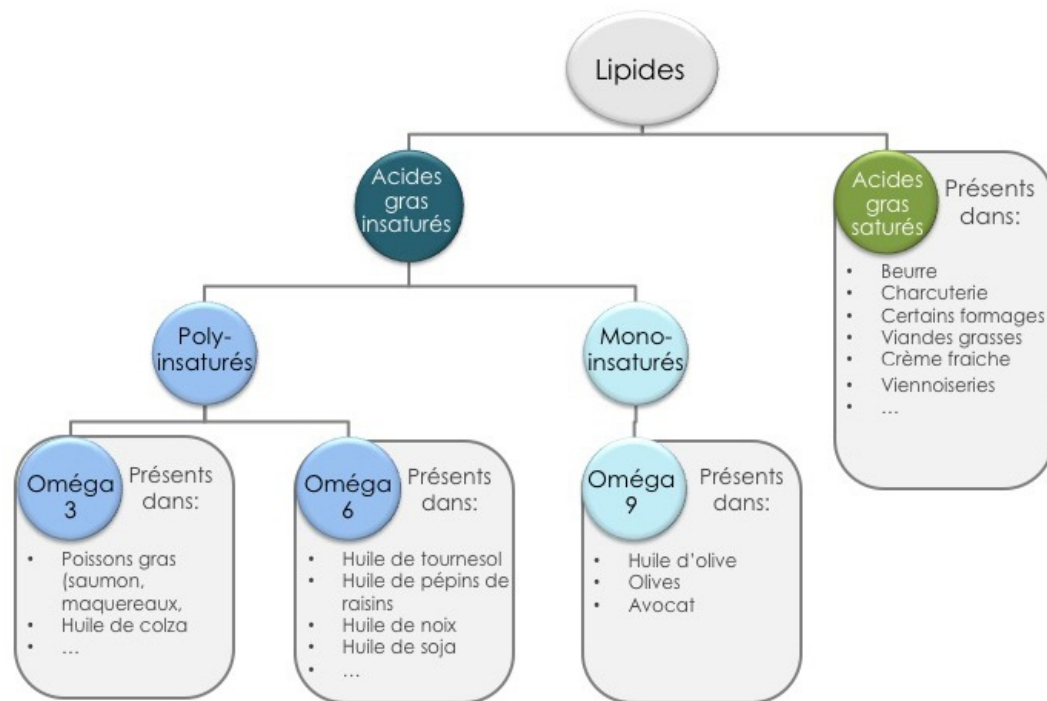 Lipides
Acides
gras
insaturés
Acides
gras
saturés
Présents
dans:
• Beurre
• Charcuterie
• Certains formages
• Viandes grasses
• Crème fraiche
• Viennoiseries
• ...
Poly-
insaturés
Mono-
insaturés
Oméga
3
Présents
dans:
• Poissons gras
(saumon,
maquereaux,
• Huile de colza
• ...
Oméga
6
Présents
dans:
• Huile de tournesol
• Huile de pépins de
raisins
• Huile de noix
• Huile de soja
• ...
Oméga
9
Présents
dans:
• Huile d'olive
• Olives
• Avocat